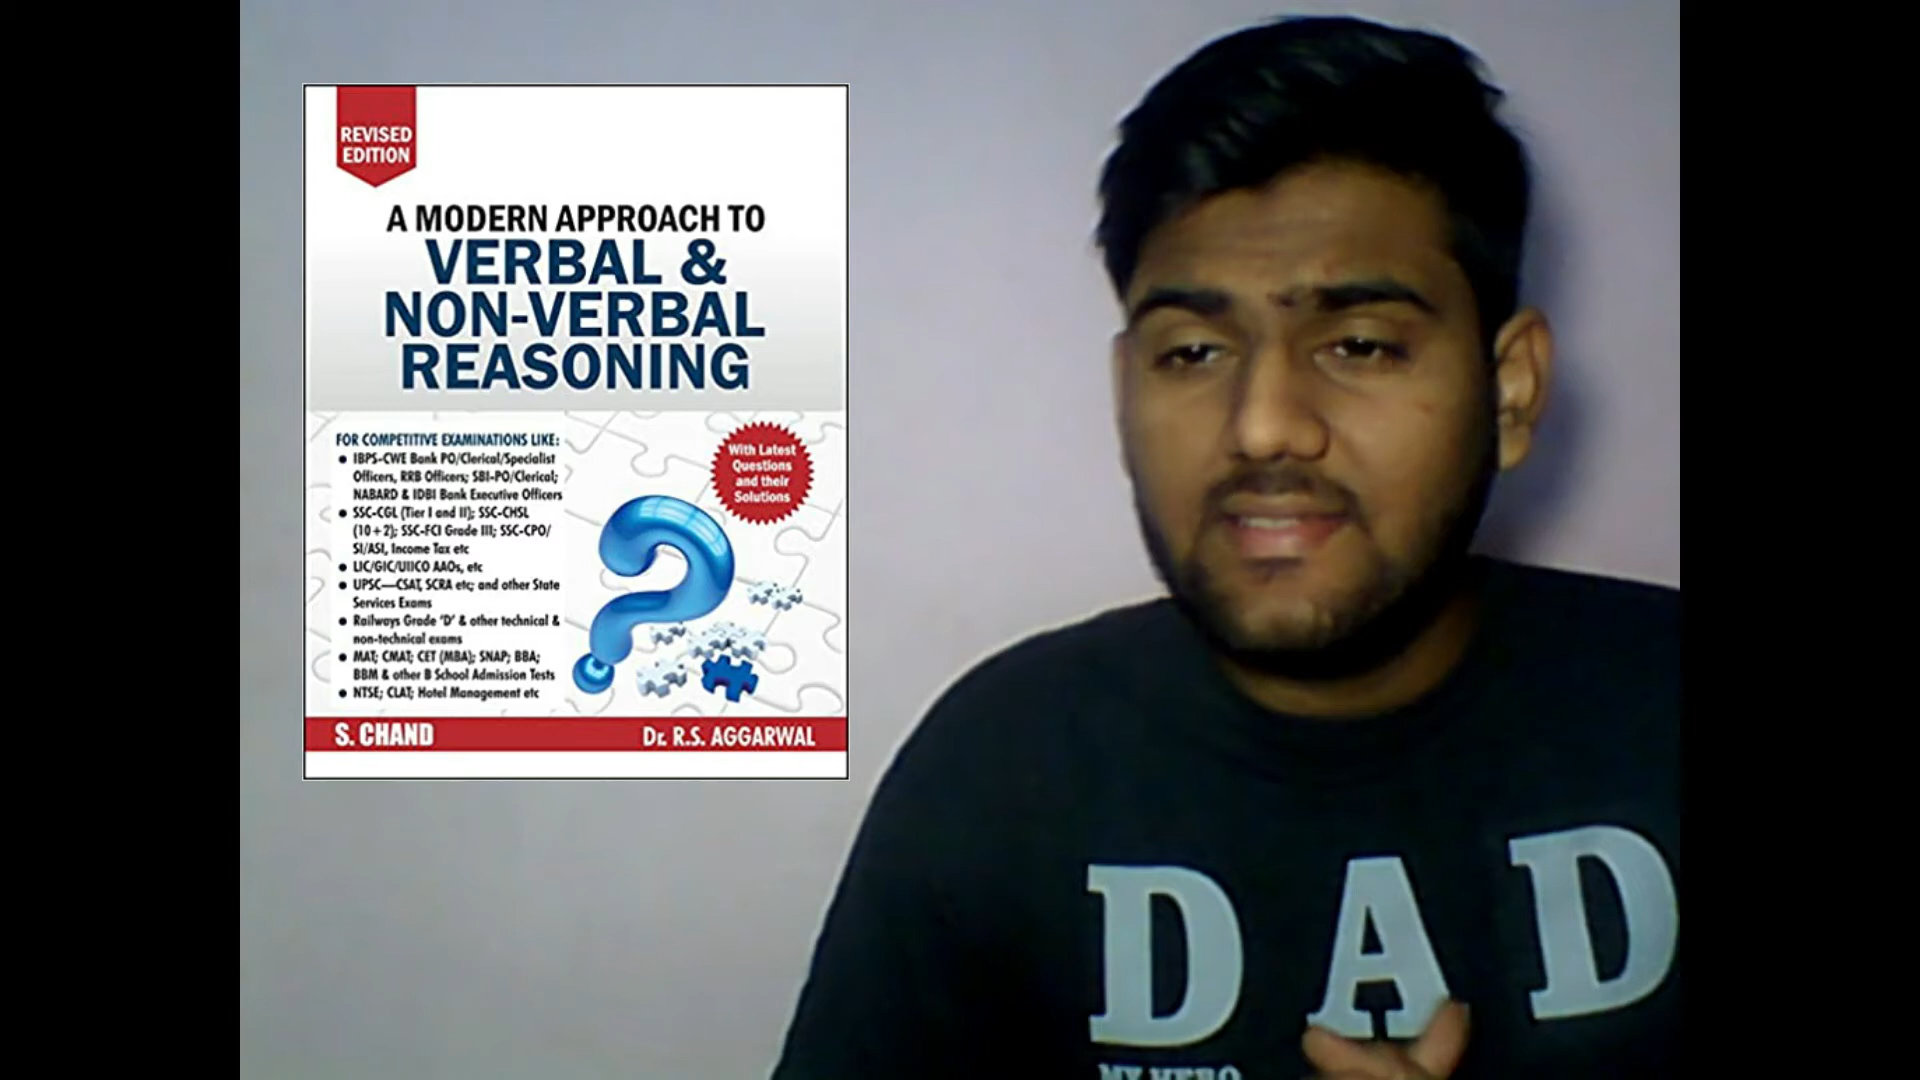 REVISED
EDITION
A MODERN APPROACH TO
VERBAL &
NON-VERBAL
REASONING
FOR COMPETITIVE EXAMINATIONS LIKE:
● IBPS-CWE Bank PO/Clerical/Specialist
Officers, RRB Officers; SBI-PO/Clerical;
NABARD & IDBI Bank Executive Officers
● SSC-CGL (Tier I and II); SSC-CHSL
(10+2); SSC-FCI Grade III; SSC-CPO/
SI/ASI, Income Tax etc
● LIC/GIC/UIICO AAOs, etc
● UPSC—CSAT, SCRA etc; and other State
Services Exams
● Railways Grade 'D' & other technical &
non-technical exams
● MAT; CMAT; CET (MBA); SNAP; BBA;
BBM & other B School Admission Tests
● NTSE; CLAT; Hotel Management etc
With Latest
Questions
and their
Solutions
S. CHAND
Dr. R.S. AGGARWAL
DAD
MY HERO